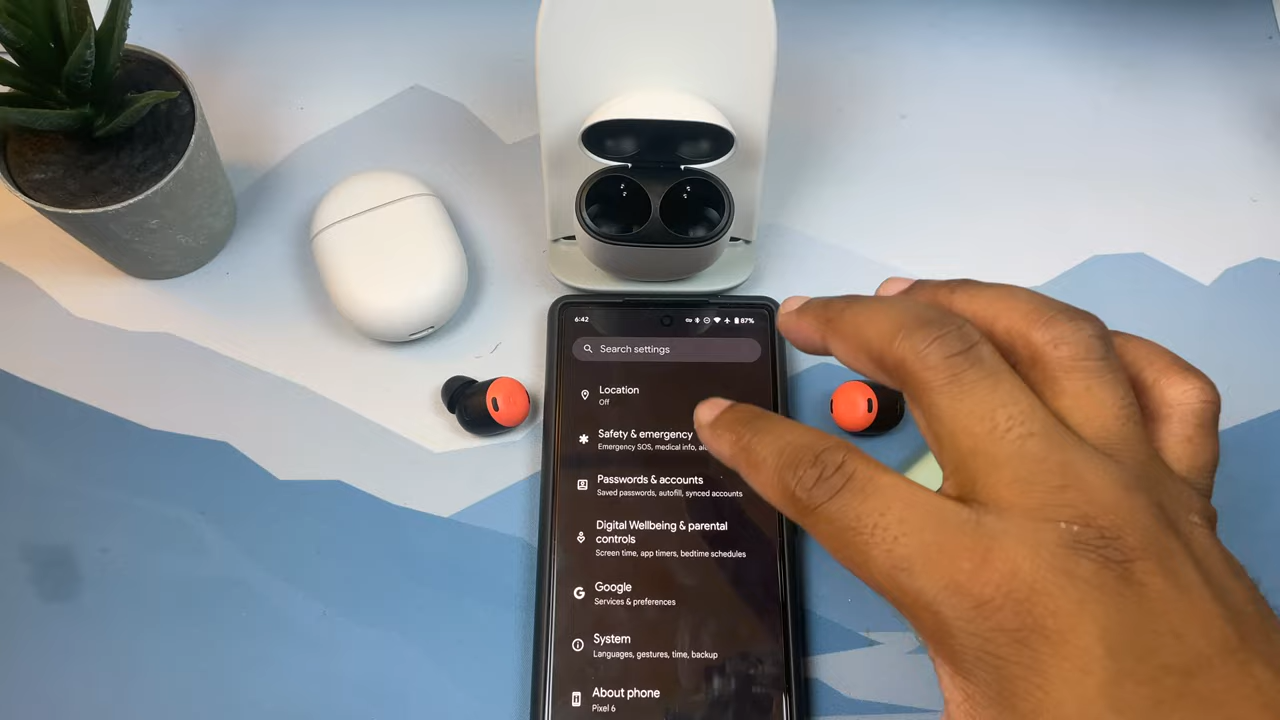 6:42
87%
Search settings
Location
Off
Safety & emergency
Emergency SOS, medical info,
Passwords & accounts
Saved passwords, autofill, synced accounts
Digital Wellbeing & parental
controls
Screen time, app timers, bedtime schedules
Google
Services & preferences
System
Languages, gestures, time, backup
About phone
Pixel 6